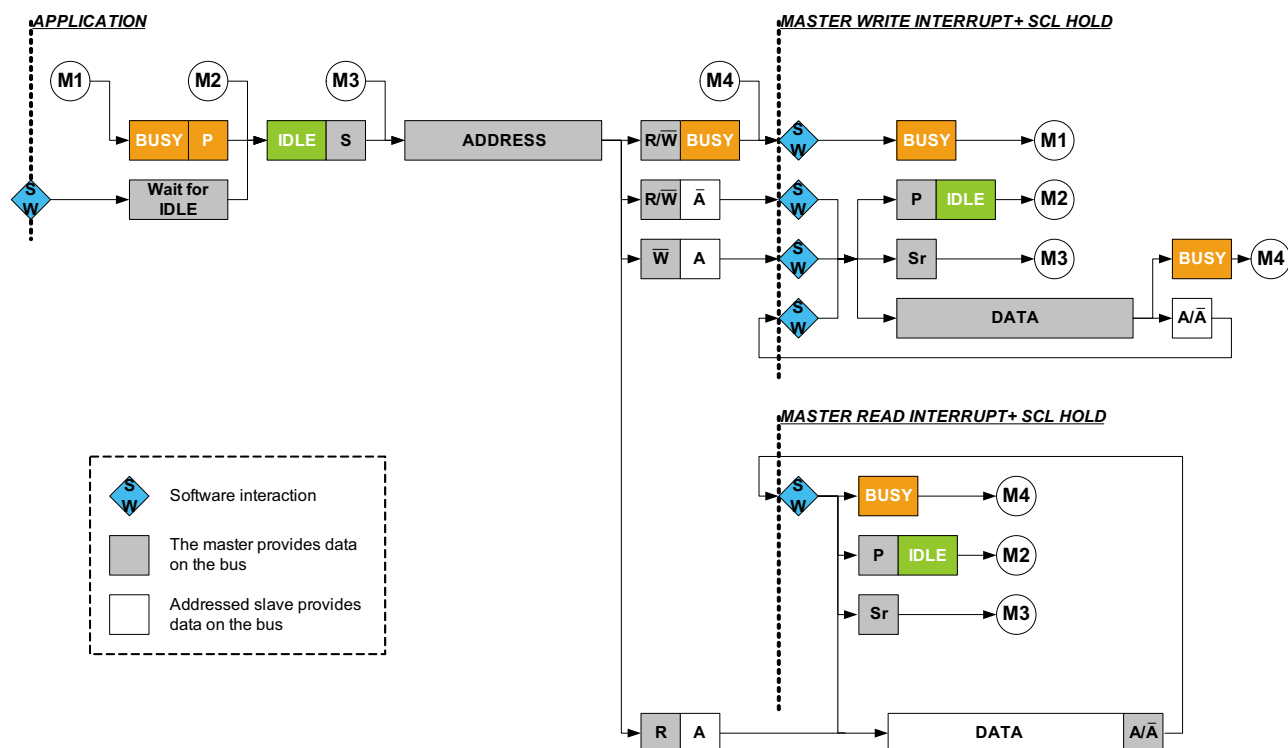 APPLICATION
MASTER WRITE INTERRUPT+ SCL HOLD
M1
M2
M3
M4
BUSY P
IDLE S
ADDRESS
R/W̅ BUSY
S
W
BUSY
M1
S
W
Wait for
IDLE
R/W̅ A̅
S
W
P IDLE
M2
W̅ A
S
W
Sr
M3
BUSY
M4
S
W
DATA
A/A̅
MASTER READ INTERRUPT+ SCL HOLD
S
W
BUSY
M4
P IDLE
M2
Sr
M3
R A
DATA A/A̅
S
W
Software interaction
The master provides data
on the bus
Addressed slave provides
data on the bus